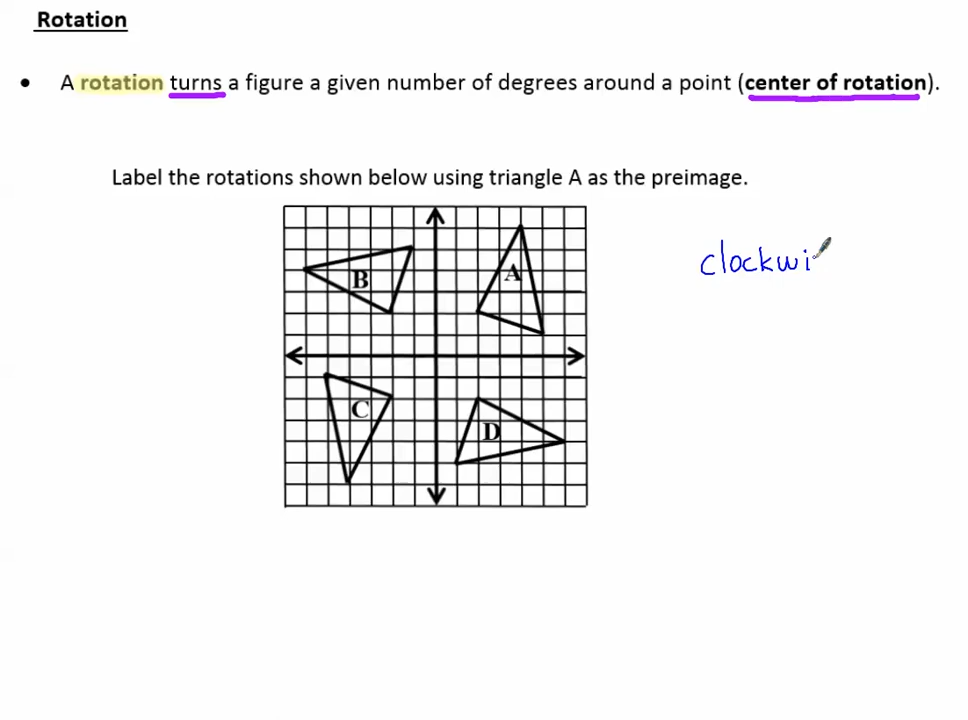 Rotation
• A rotation turns a figure a given number of degrees around a point (center of rotation).
Label the rotations shown below using triangle A as the preimage.
clockwi
B
A
C
D